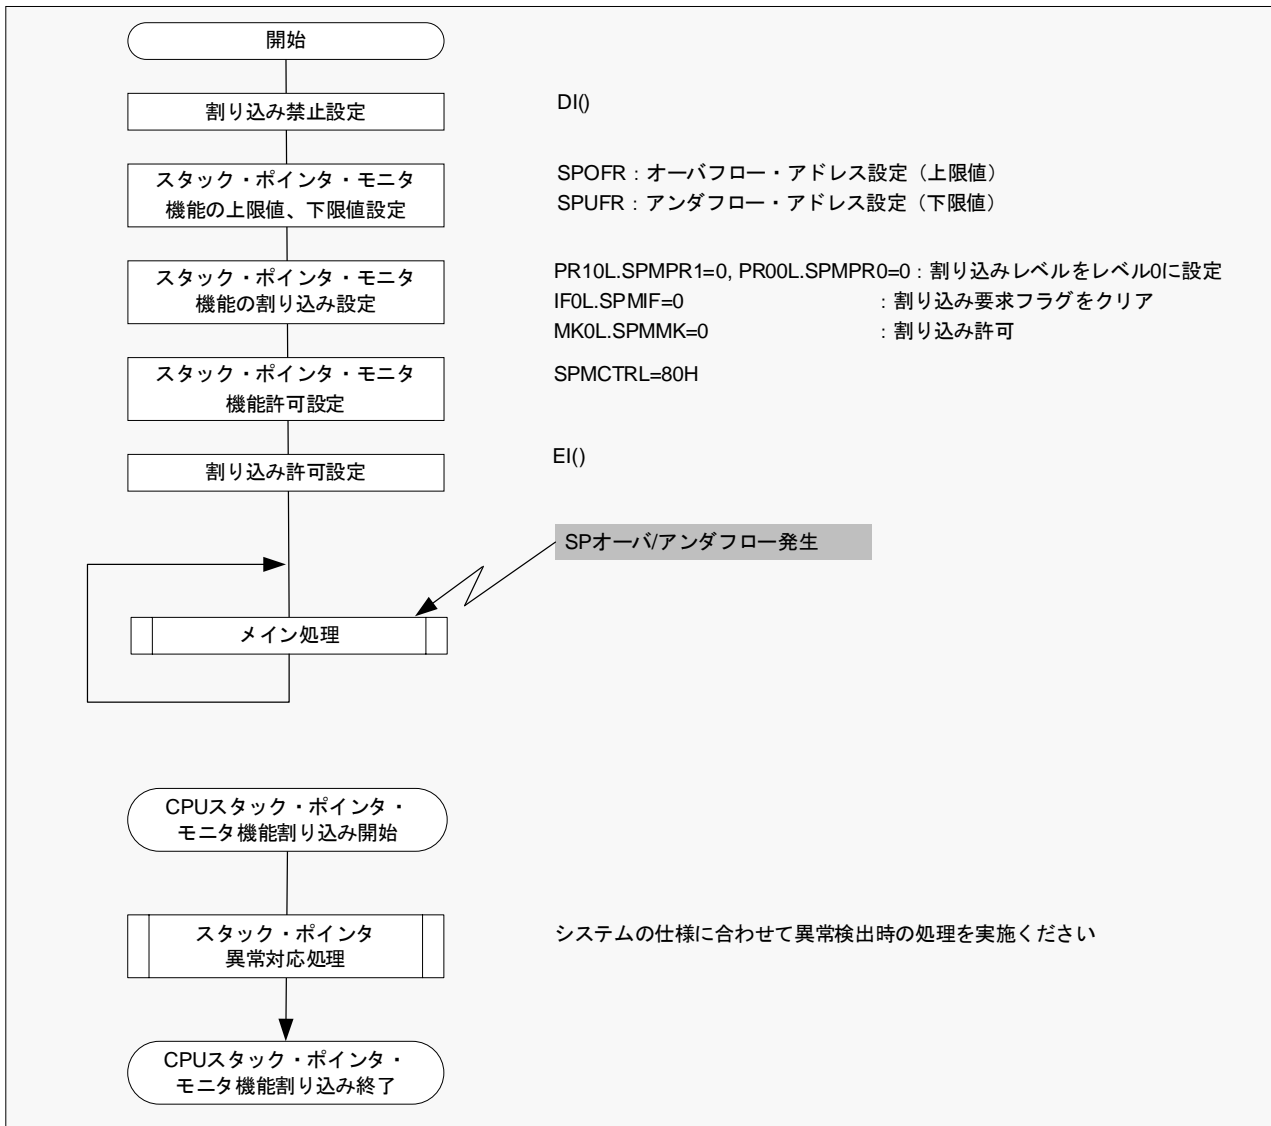 開始
割り込み禁止設定
DI()
スタック・ポインタ・モニタ
機能の上限値、下限値設定
SPOFR：オーバフロー・アドレス設定（上限値）
SPUFR：アンダフロー・アドレス設定（下限値）
スタック・ポインタ・モニタ
機能の割り込み設定
PR10L.SPMPR1=0, PR00L.SPMPR0=0：割り込みレベルをレベル0に設定
IF0L.SPMIF=0 ：割り込み要求フラグをクリア
MK0L.SPMMK=0 ：割り込み許可
スタック・ポインタ・モニタ
機能許可設定
SPMCTRL=80H
割り込み許可設定
EI()
SPオーバ/アンダフロー発生
メイン処理
CPUスタック・ポインタ・
モニタ機能割り込み開始
スタック・ポインタ
異常対応処理
システムの仕様に合わせて異常検出時の処理を実施ください
CPUスタック・ポインタ・
モニタ機能割り込み終了